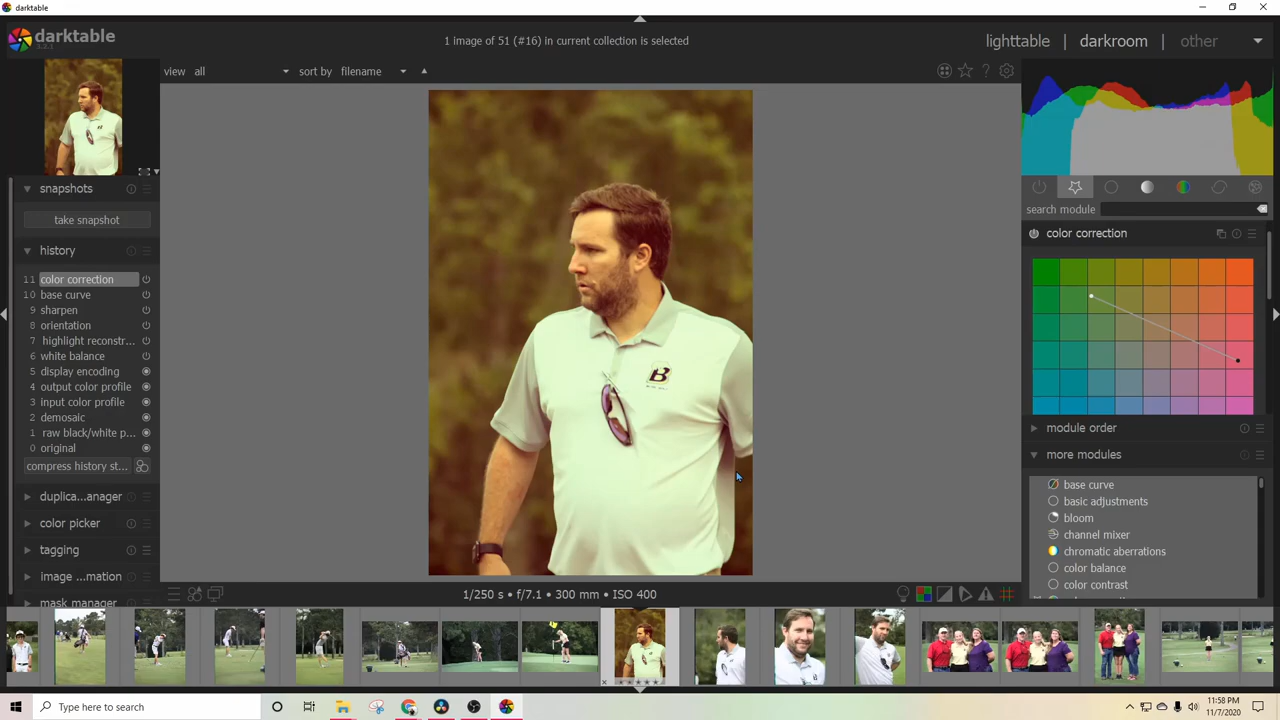 darktable
darktable
3.2.1
1 image of 51 (#16) in current collection is selected
lighttable | darkroom | other
view all sort by filename
snapshots
take snapshot
history
11 color correction
10 base curve
9 sharpen
8 orientation
7 highlight reconstr...
6 white balance
5 display encoding
4 output color profile
3 input color profile
2 demosaic
1 raw black/white p...
0 original
compress history st...
duplica...anager
color picker
tagging
image ...mation
mask manager
B
search module
color correction
module order
more modules
base curve
basic adjustments
bloom
channel mixer
chromatic aberrations
color balance
color contrast
1/250 s • f/7.1 • 300 mm • ISO 400
Type here to search
11:58 PM
11/7/2020